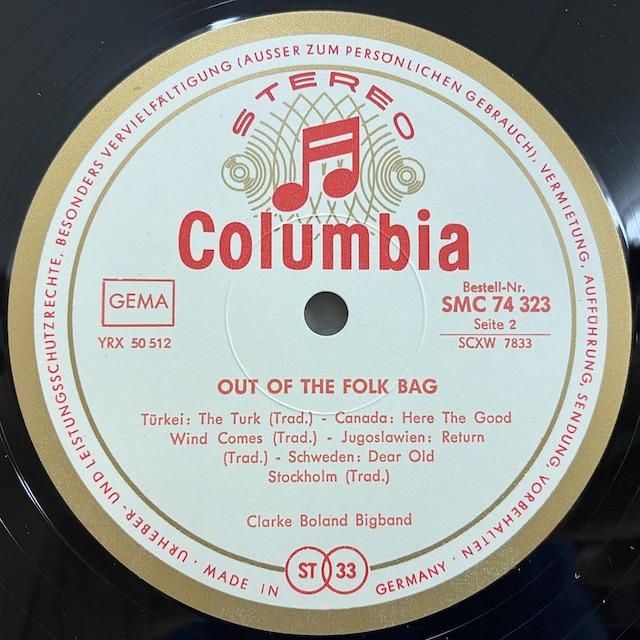 URHEBER- UND LEISTUNGSSCHUTZRECHTE, BESONDERS VERVIELFÄLTIGUNG (AUSSER ZUM PERSÖNLICHEN GEBRAUCH), VERMIETUNG, AUFFÜHRUNG, SENDUNG VORBEHALTEN ·
STEREO
Columbia
GEMA
YRX 50 512
Bestell-Nr.
SMC 74 323
Seite 2
SCXW 7833
OUT OF THE FOLK BAG
Türkei: The Turk (Trad.) - Canada: Here The Good
Wind Comes (Trad.) - Jugoslawien: Return
(Trad.) - Schweden: Dear Old
Stockholm (Trad.)
Clarke Boland Bigband
· MADE IN GERMANY ·
ST 33